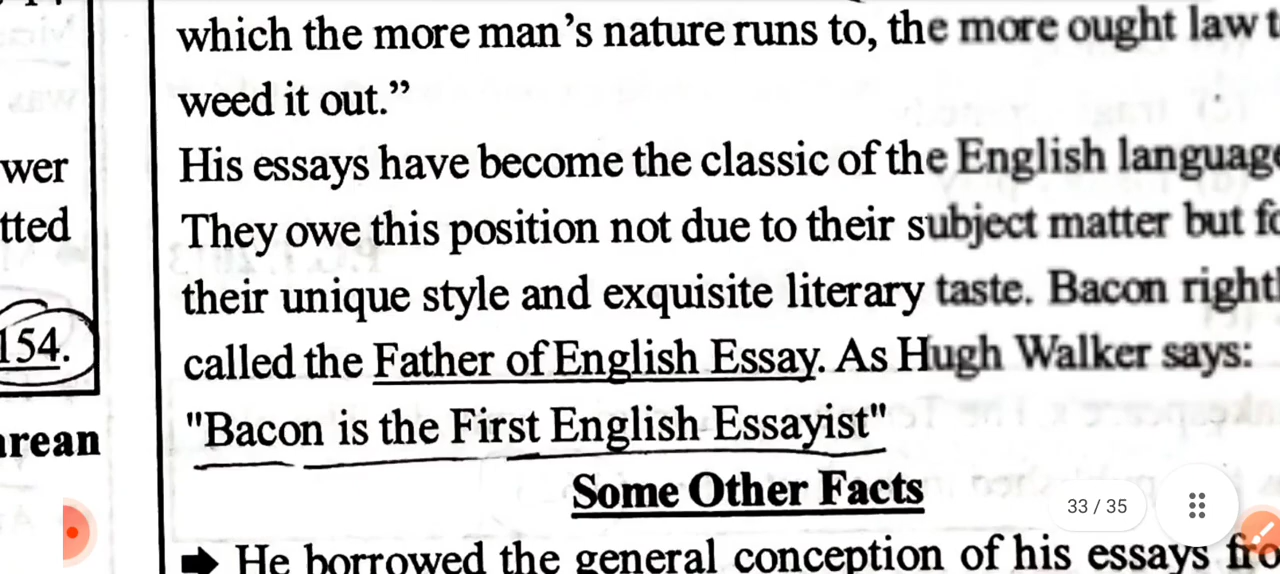 which the more man's nature runs to, the more ought law t
weed it out."
His essays have become the classic of the English language
They owe this position not due to their subject matter but fo
their unique style and exquisite literary taste. Bacon rightl
called the Father of English Essay. As Hugh Walker says:
"Bacon is the First English Essayist"
Some Other Facts
He borrowed the general conception of his essays fro
wer
tted
154.
arean
33 / 35